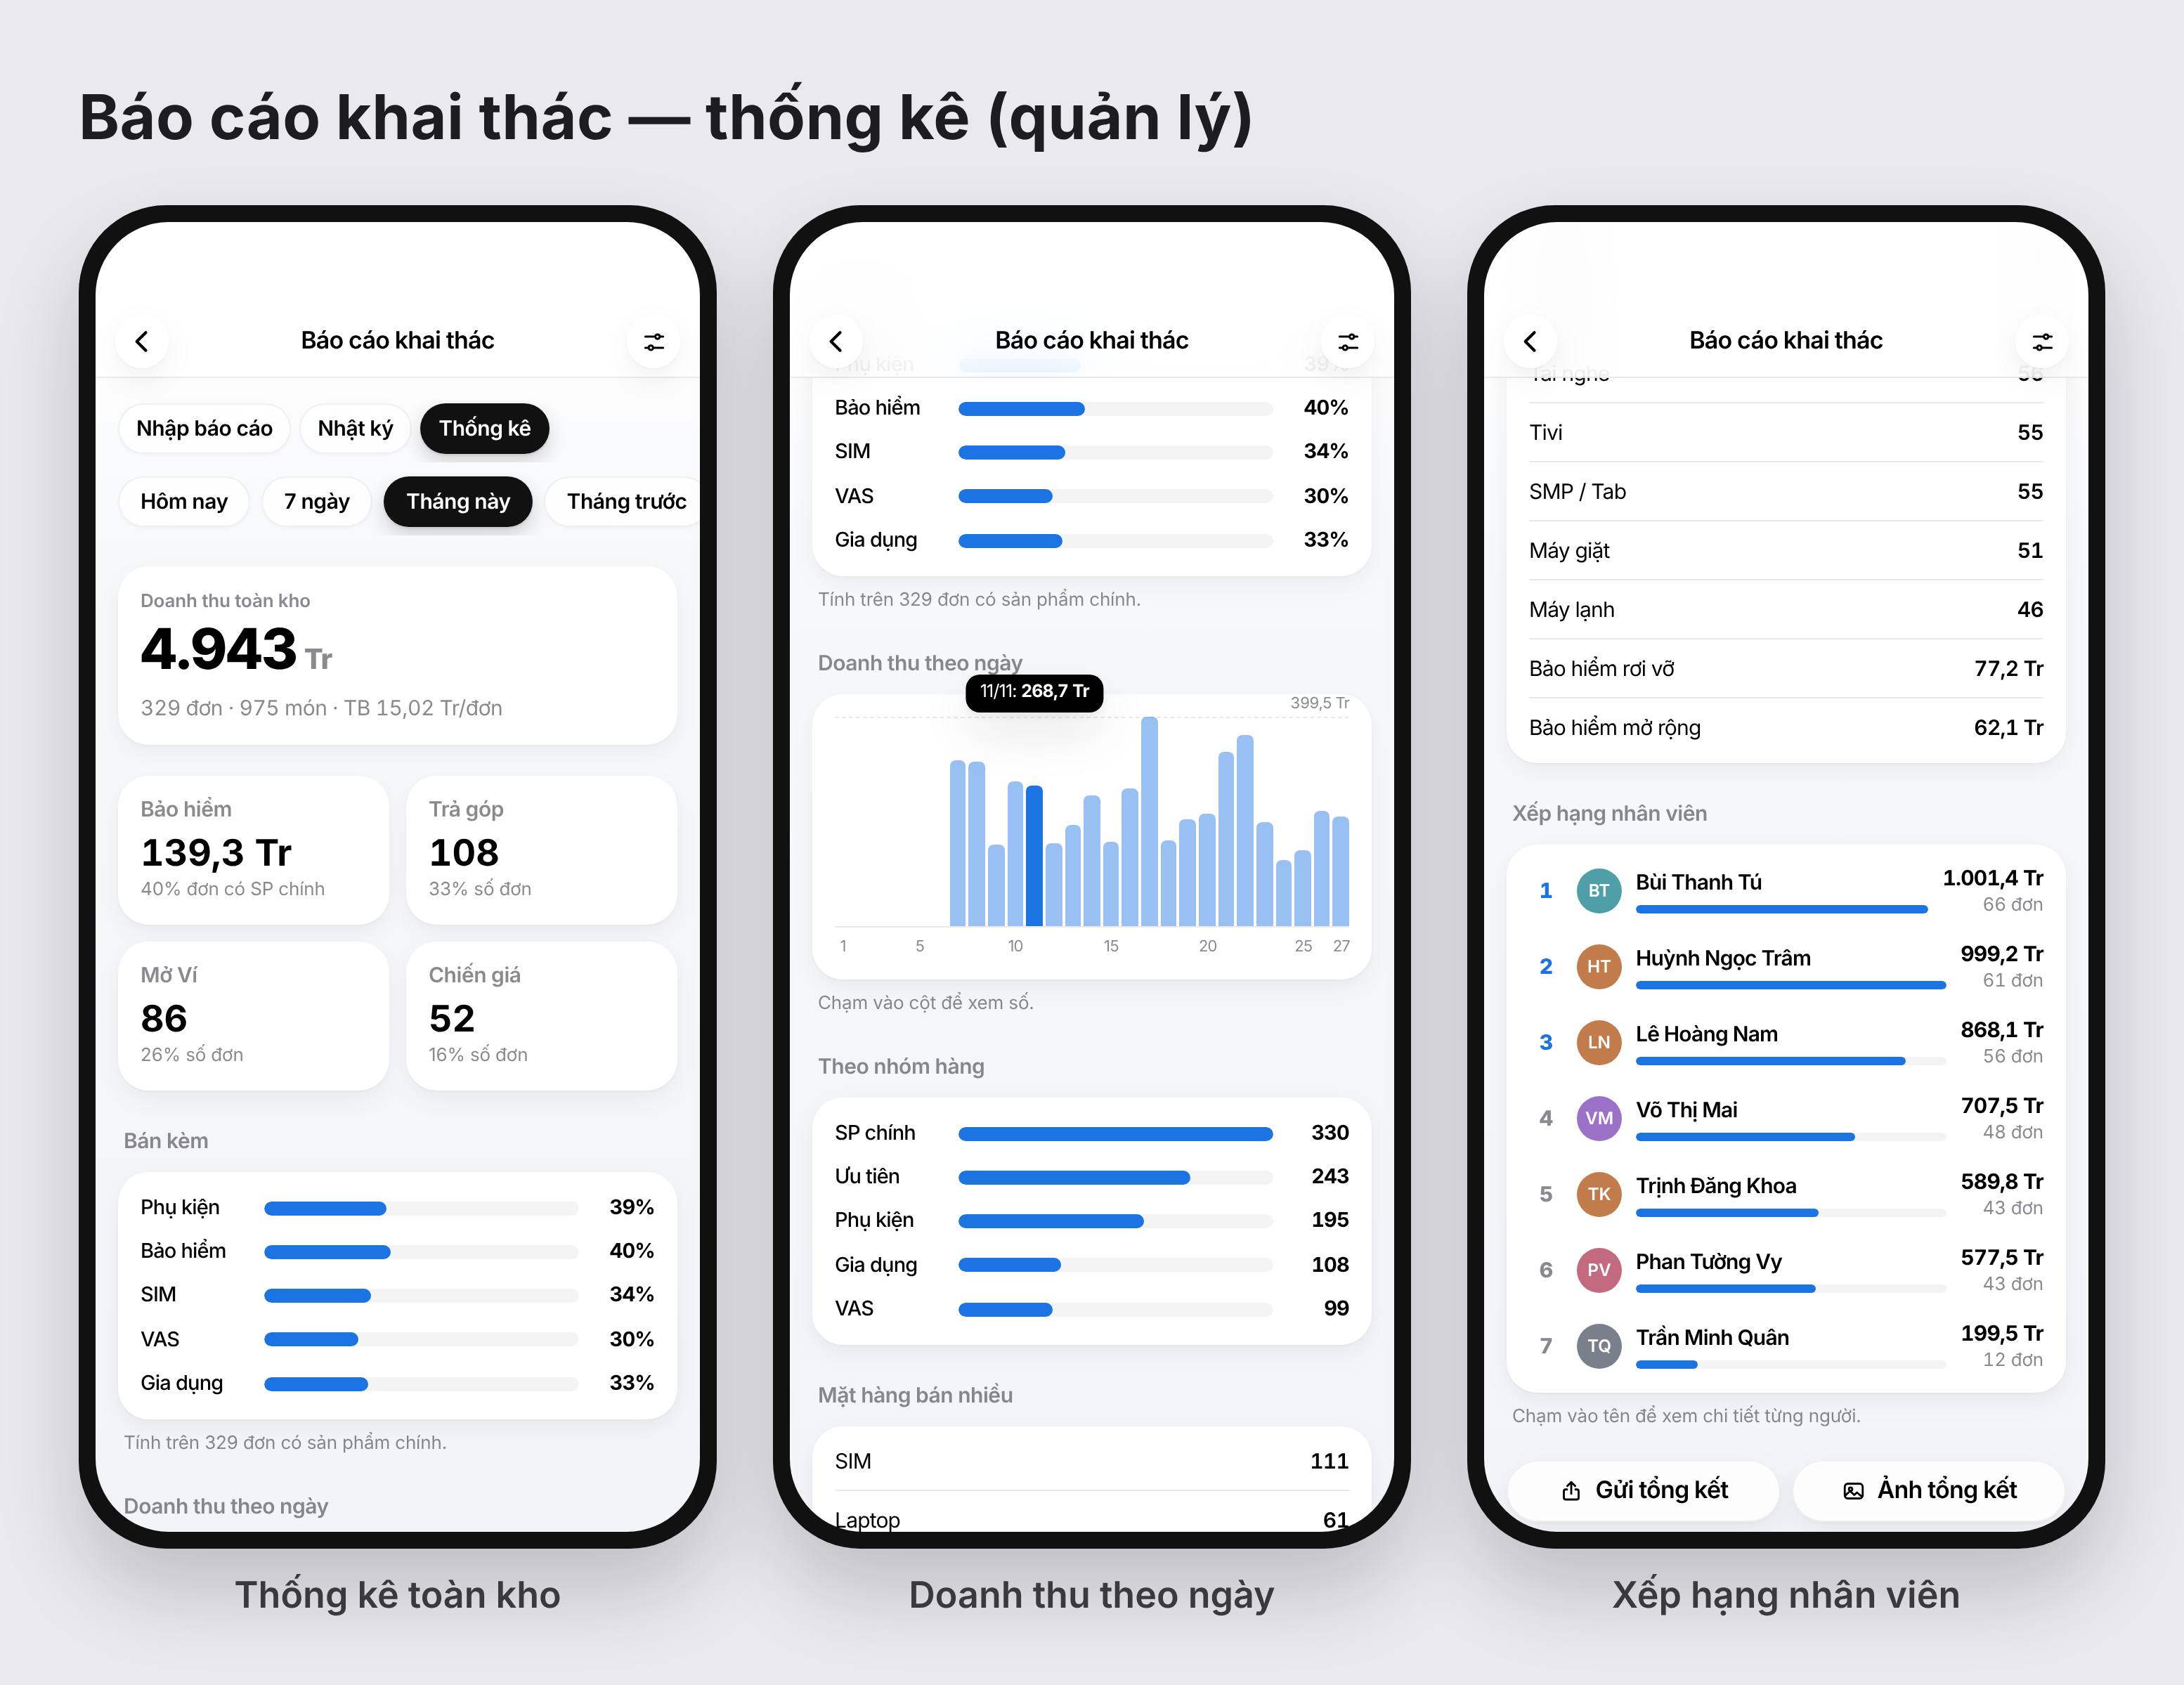 Báo cáo khai thác — thống kê (quản lý)
Báo cáo khai thác
Nhập báo cáo Nhật ký Thống kê
Hôm nay 7 ngày Tháng này Tháng trước
Doanh thu toàn kho
4.943 Tr
329 đơn · 975 món · TB 15,02 Tr/đơn
Bảo hiểm
139,3 Tr
40% đơn có SP chính
Trả góp
108
33% số đơn
Mở Ví
86
26% số đơn
Chiến giá
52
16% số đơn
Bán kèm
Phụ kiện 39%
Bảo hiểm 40%
SIM 34%
VAS 30%
Gia dụng 33%
Tính trên 329 đơn có sản phẩm chính.
Doanh thu theo ngày
Thống kê toàn kho
Báo cáo khai thác
Phụ kiện 39%
Bảo hiểm 40%
SIM 34%
VAS 30%
Gia dụng 33%
Tính trên 329 đơn có sản phẩm chính.
Doanh thu theo ngày
11/11: 268,7 Tr
399,5 Tr
1 5 10 15 20 25 27
Chạm vào cột để xem số.
Theo nhóm hàng
SP chính 330
Ưu tiên 243
Phụ kiện 195
Gia dụng 108
VAS 99
Mặt hàng bán nhiều
SIM 111
Laptop 61
Doanh thu theo ngày
Báo cáo khai thác
Tai nghe 56
Tivi 55
SMP / Tab 55
Máy giặt 51
Máy lạnh 46
Bảo hiểm rơi vỡ 77,2 Tr
Bảo hiểm mở rộng 62,1 Tr
Xếp hạng nhân viên
1 BT Bùi Thanh Tú 1.001,4 Tr
66 đơn
2 HT Huỳnh Ngọc Trâm 999,2 Tr
61 đơn
3 LN Lê Hoàng Nam 868,1 Tr
56 đơn
4 VM Võ Thị Mai 707,5 Tr
48 đơn
5 TK Trịnh Đăng Khoa 589,8 Tr
43 đơn
6 PV Phan Tường Vy 577,5 Tr
43 đơn
7 TQ Trần Minh Quân 199,5 Tr
12 đơn
Chạm vào tên để xem chi tiết từng người.
Gửi tổng kết Ảnh tổng kết
Xếp hạng nhân viên